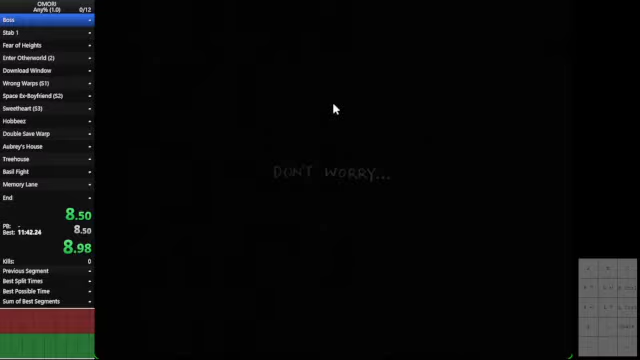 OMORI
Any% (1.0) 0/12
Boss -
Stab 1 -
Fear of Heights -
Enter Otherworld (2) -
Download Window -
Wrong Warps (51) -
Space Ex-Boyfriend (52) -
Sweetheart (53) -
Hobbeez -
Double Save Warp -
Aubrey's House -
Treehouse -
Basil Fight -
Memory Lane -
End -
8.50
PB: - 8.50
Best: 11:42.24
8.98
Kills: 0
Previous Segment -
Best Split Times -
Best Possible Time -
Sum of Best Segments -
DON'T WORRY...